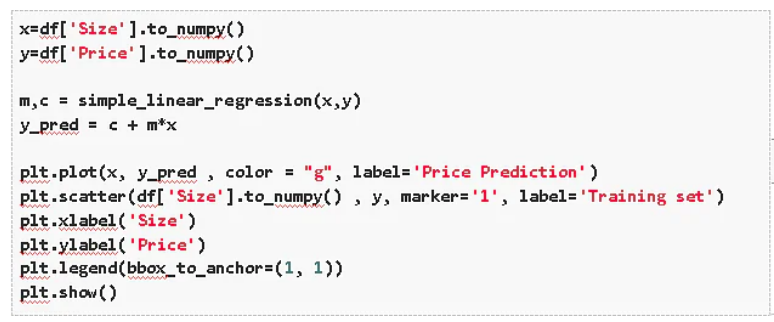 x=df['Size'].to_numpy()
y=df['Price'].to_numpy()
m,c = simple_linear_regression(x,y)
y_pred = c + m*x
plt.plot(x, y_pred , color = "g", label='Price Prediction')
plt.scatter(df['Size'].to_numpy() , y, marker='1', label='Training set')
plt.xlabel('Size')
plt.ylabel('Price')
plt.legend(bbox_to_anchor=(1, 1))
plt.show()